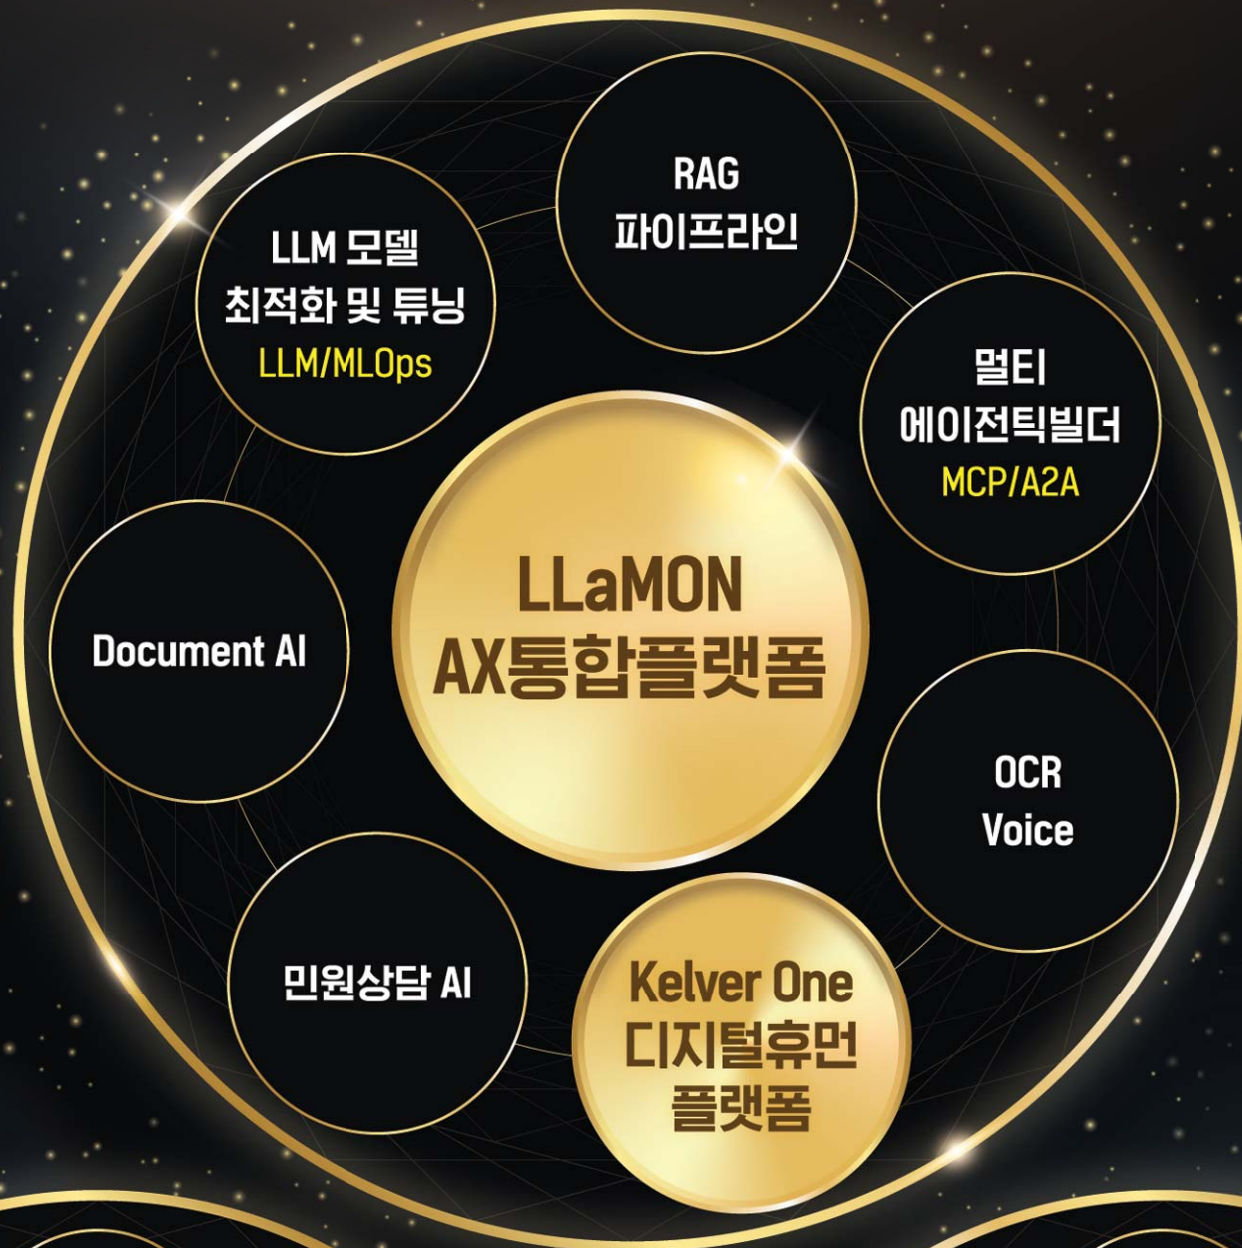 RAG
파이프라인
LLM 모델
최적화 및 튜닝
LLM/MLOps
멀티
에이전틱빌더
MCP/A2A
LLaMON
AX통합플랫폼
Document AI
OCR
Voice
민원상담 AI
Kelver One
디지털휴먼
플랫폼